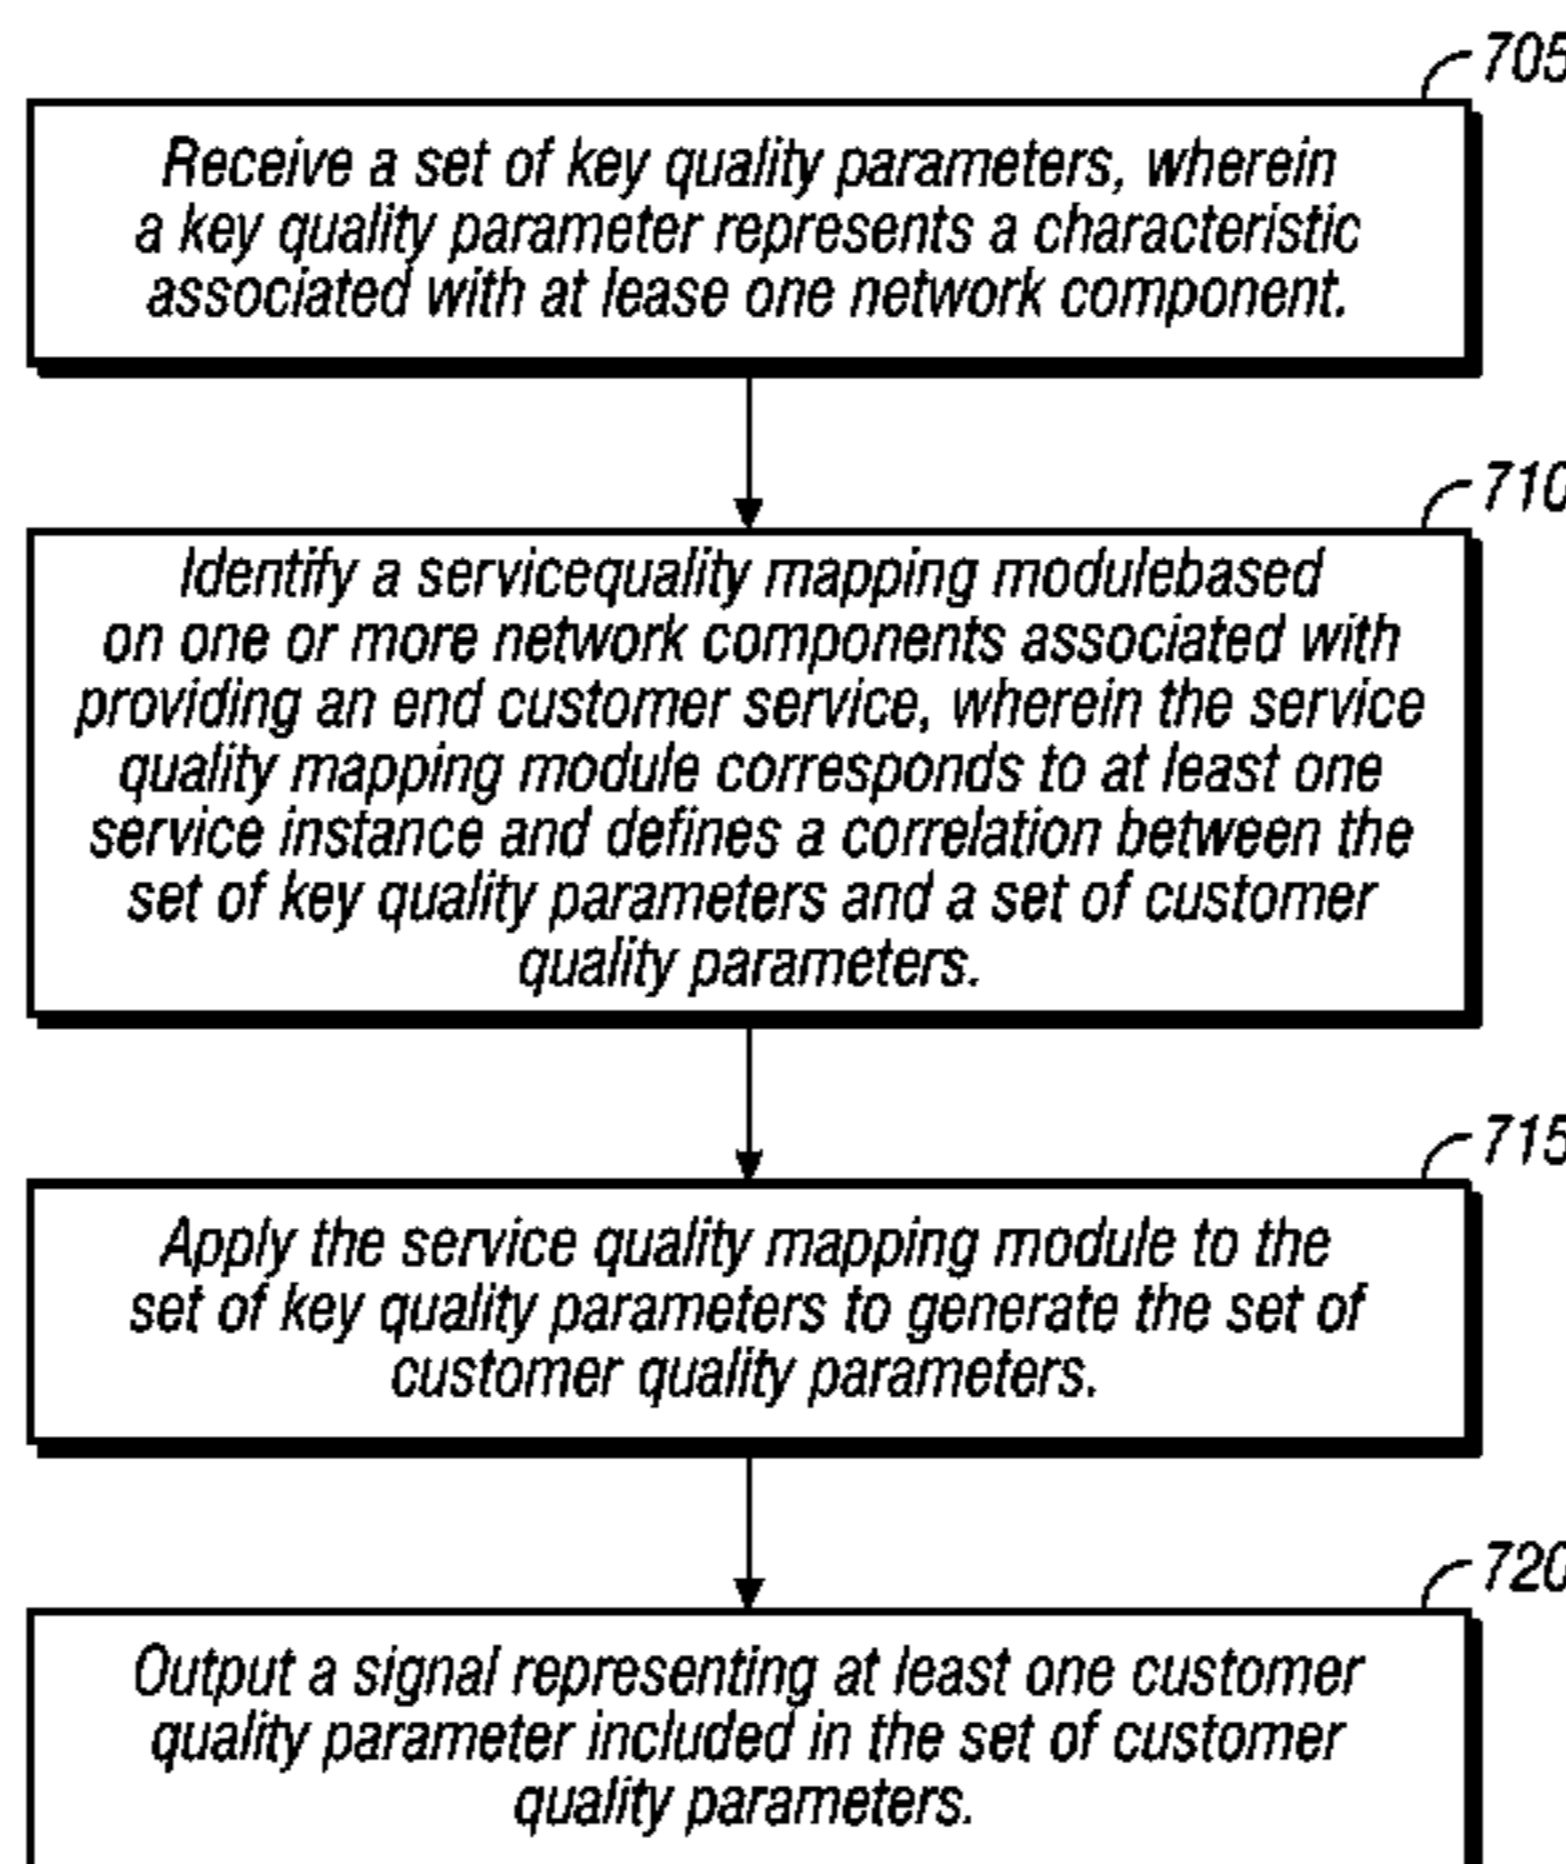 705
Receive a set of key quality parameters, wherein
a key quality parameter represents a characteristic
associated with at lease one network component.
710
Identify a servicequality mapping modulebased
on one or more network components associated with
providing an end customer service, wherein the service
quality mapping module corresponds to at least one
service instance and defines a correlation between the
set of key quality parameters and a set of customer
quality parameters.
715
Apply the service quality mapping module to the
set of key quality parameters to generate the set of
customer quality parameters.
720
Output a signal representing at least one customer
quality parameter included in the set of customer
quality parameters.